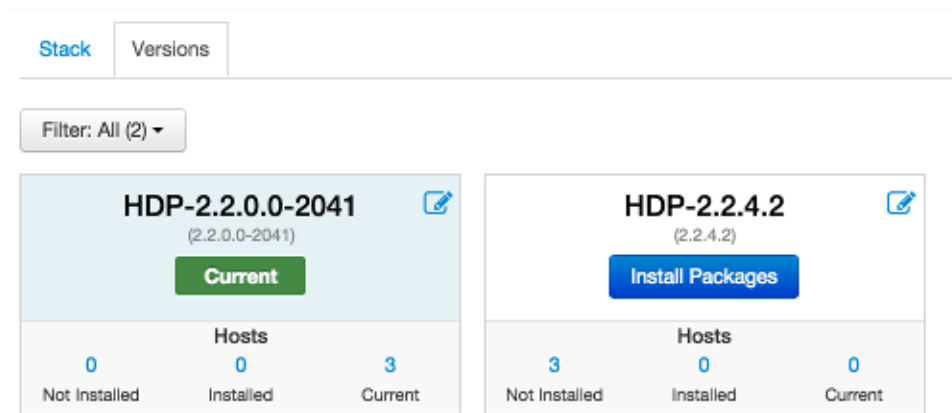 Stack Versions
Filter: All (2)
HDP-2.2.0.0-2041
(2.2.0.0-2041)
Current
Hosts
0 0 3
Not Installed Installed Current
HDP-2.2.4.2
(2.2.4.2)
Install Packages
Hosts
3 0 0
Not Installed Installed Current